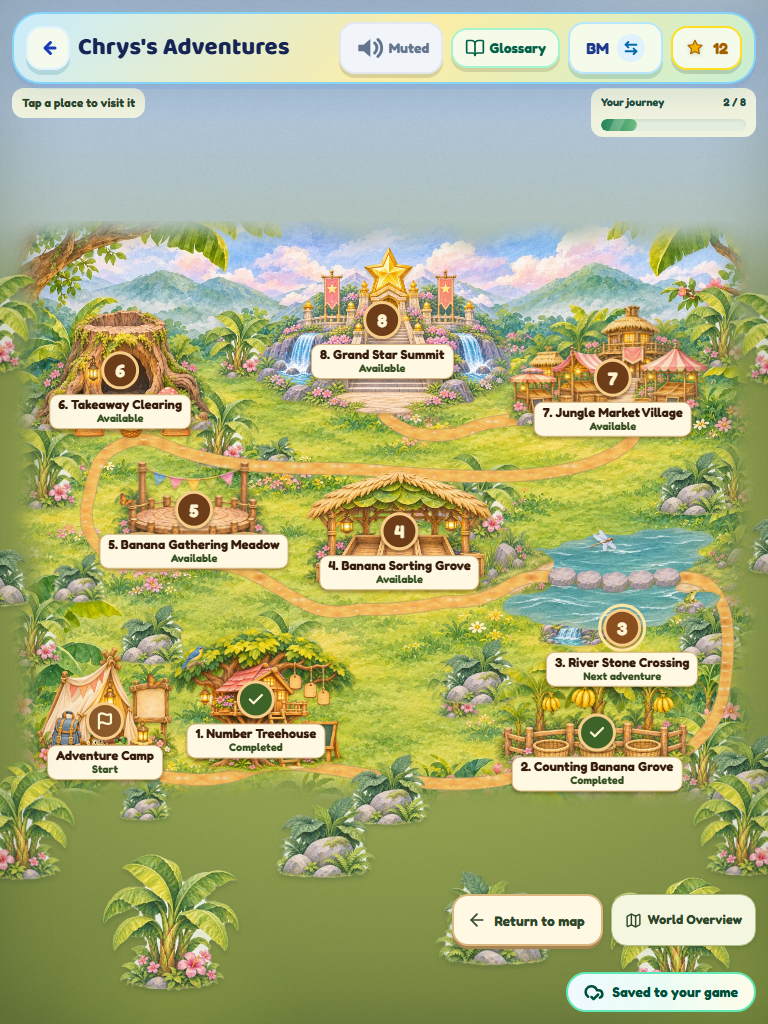 Chrys's Adventures
Muted
Glossary
BM
12
Tap a place to visit it
Your journey
2 / 8
8
8. Grand Star Summit
Available
6
6. Takeaway Clearing
Available
7
7. Jungle Market Village
Available
5
5. Banana Gathering Meadow
Available
4
4. Banana Sorting Grove
Available
3
3. River Stone Crossing
Next adventure
1. Number Treehouse
Completed
Adventure Camp
Start
2. Counting Banana Grove
Completed
Return to map
World Overview
Saved to your game